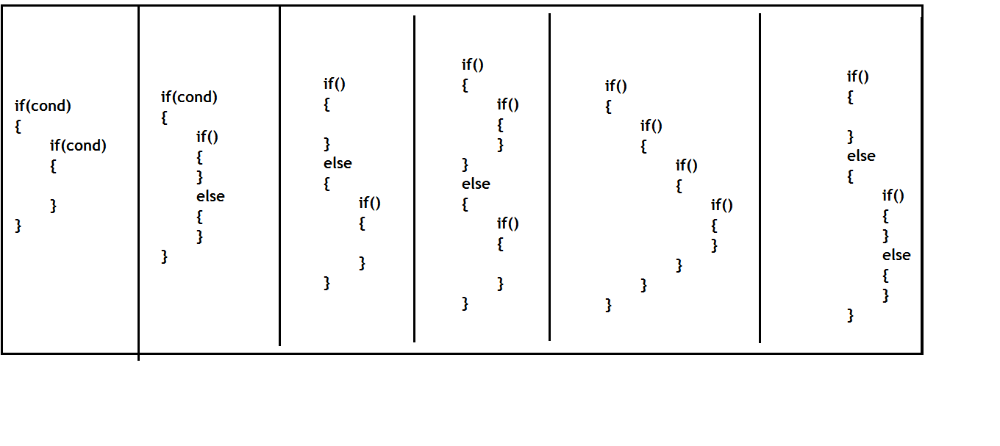 if(cond)
{
if(cond)
{
}
}
if(cond)
{
if()
{
}
else
{
}
}
if()
{
}
else
{
if()
{
}
}
if()
{
if()
{
}
}
else
{
if()
{
}
}
if()
{
if()
{
if()
{
if()
{
}
}
}
}
if()
{
}
else
{
if()
{
}
else
{
}
}